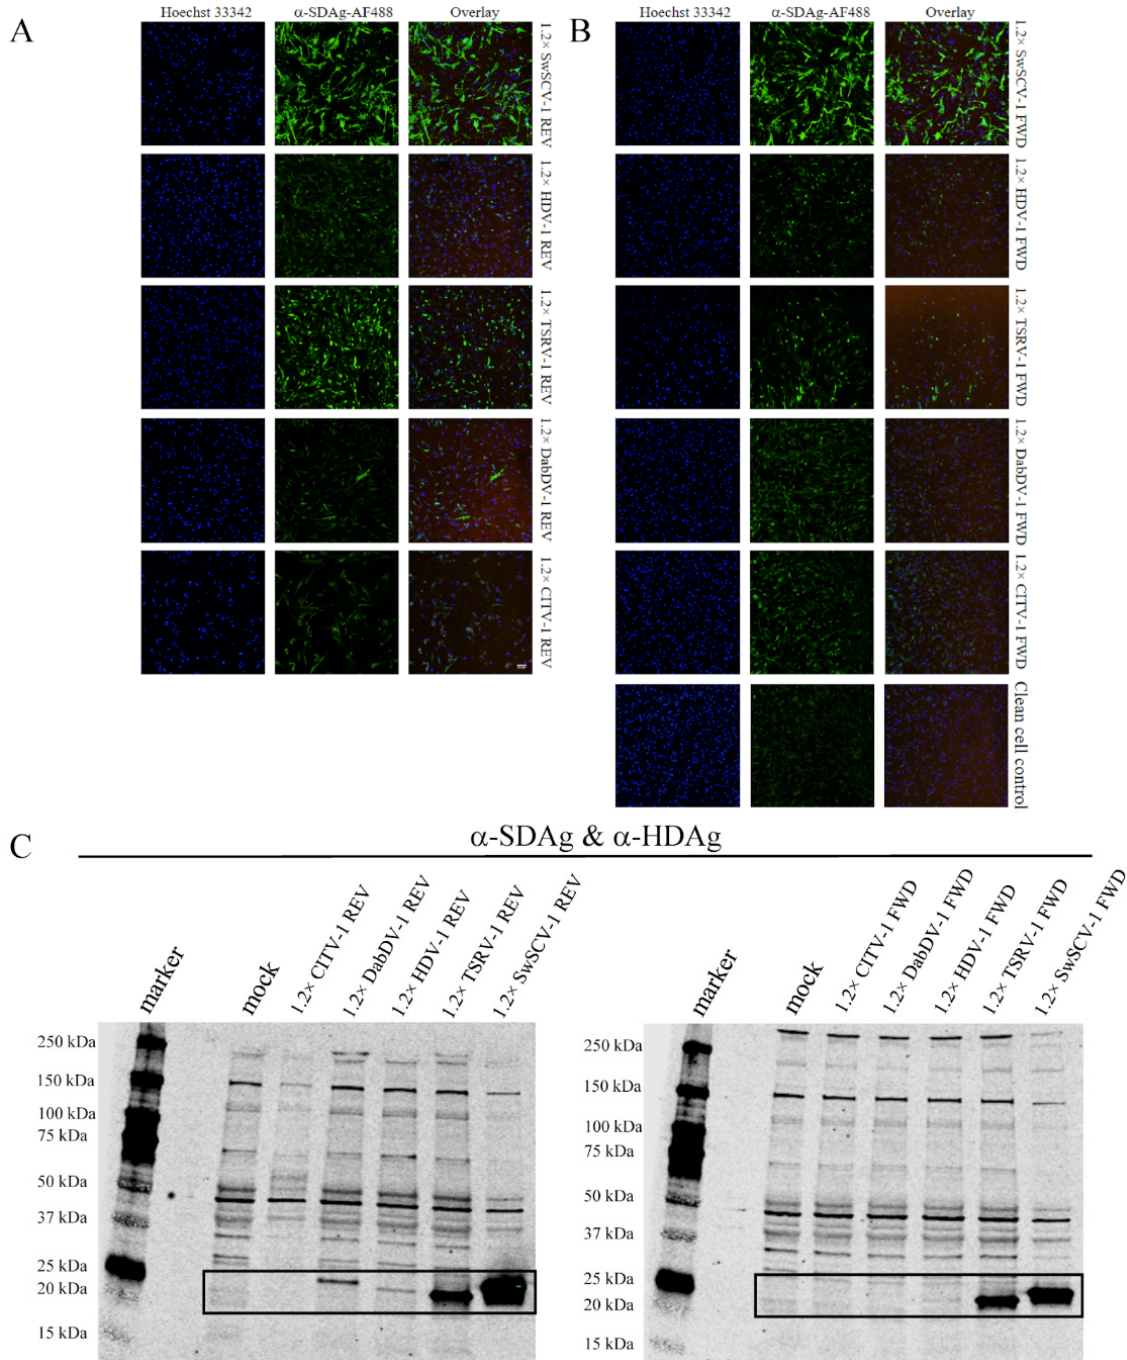 A
Hoechst 33342 α-SDAg-AF488 Overlay
1.2× SwSCV-1 REV
1.2× HDV-1 REV
1.2× TSRV-1 REV
1.2× DabDV-1 REV
1.2× CITV-1 REV
B
Hoechst 33342 α-SDAg-AF488 Overlay
1.2× SwSCV-1 FWD
1.2× HDV-1 FWD
1.2× TSRV-1 FWD
1.2× DabDV-1 FWD
1.2× CITV-1 FWD
Clean cell control
C
α-SDAg & α-HDAg
marker
mock
1.2× CITV-1 REV
1.2× DabDV-1 REV
1.2× HDV-1 REV
1.2× TSRV-1 REV
1.2× SwSCV-1 REV
250 kDa
150 kDa
100 kDa
75 kDa
50 kDa
37 kDa
25 kDa
20 kDa
15 kDa
marker
mock
1.2× CITV-1 FWD
1.2× DabDV-1 FWD
1.2× HDV-1 FWD
1.2× TSRV-1 FWD
1.2× SwSCV-1 FWD
250 kDa
150 kDa
100 kDa
75 kDa
50 kDa
37 kDa
25 kDa
20 kDa
15 kDa